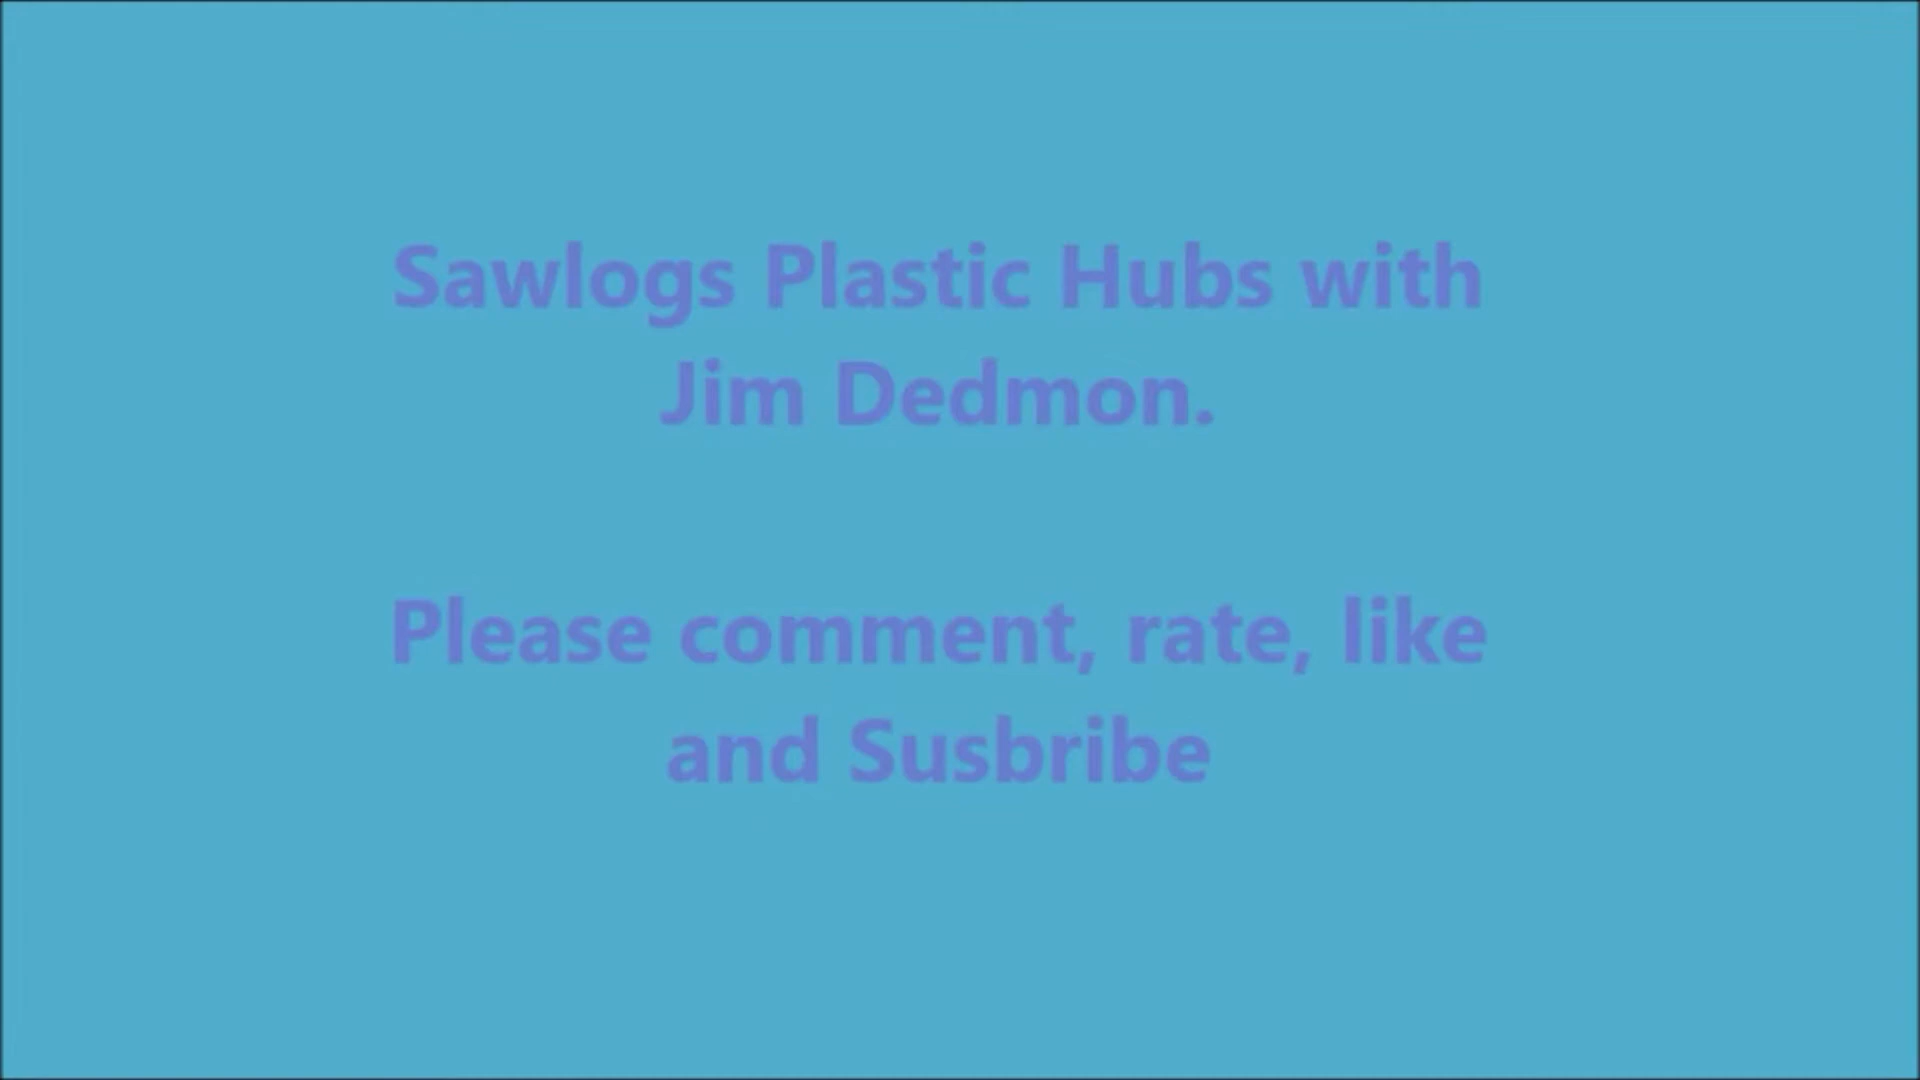 Sawlogs Plastic Hubs with
Jim Dedmon.
Please comment, rate, like
and Susbribe